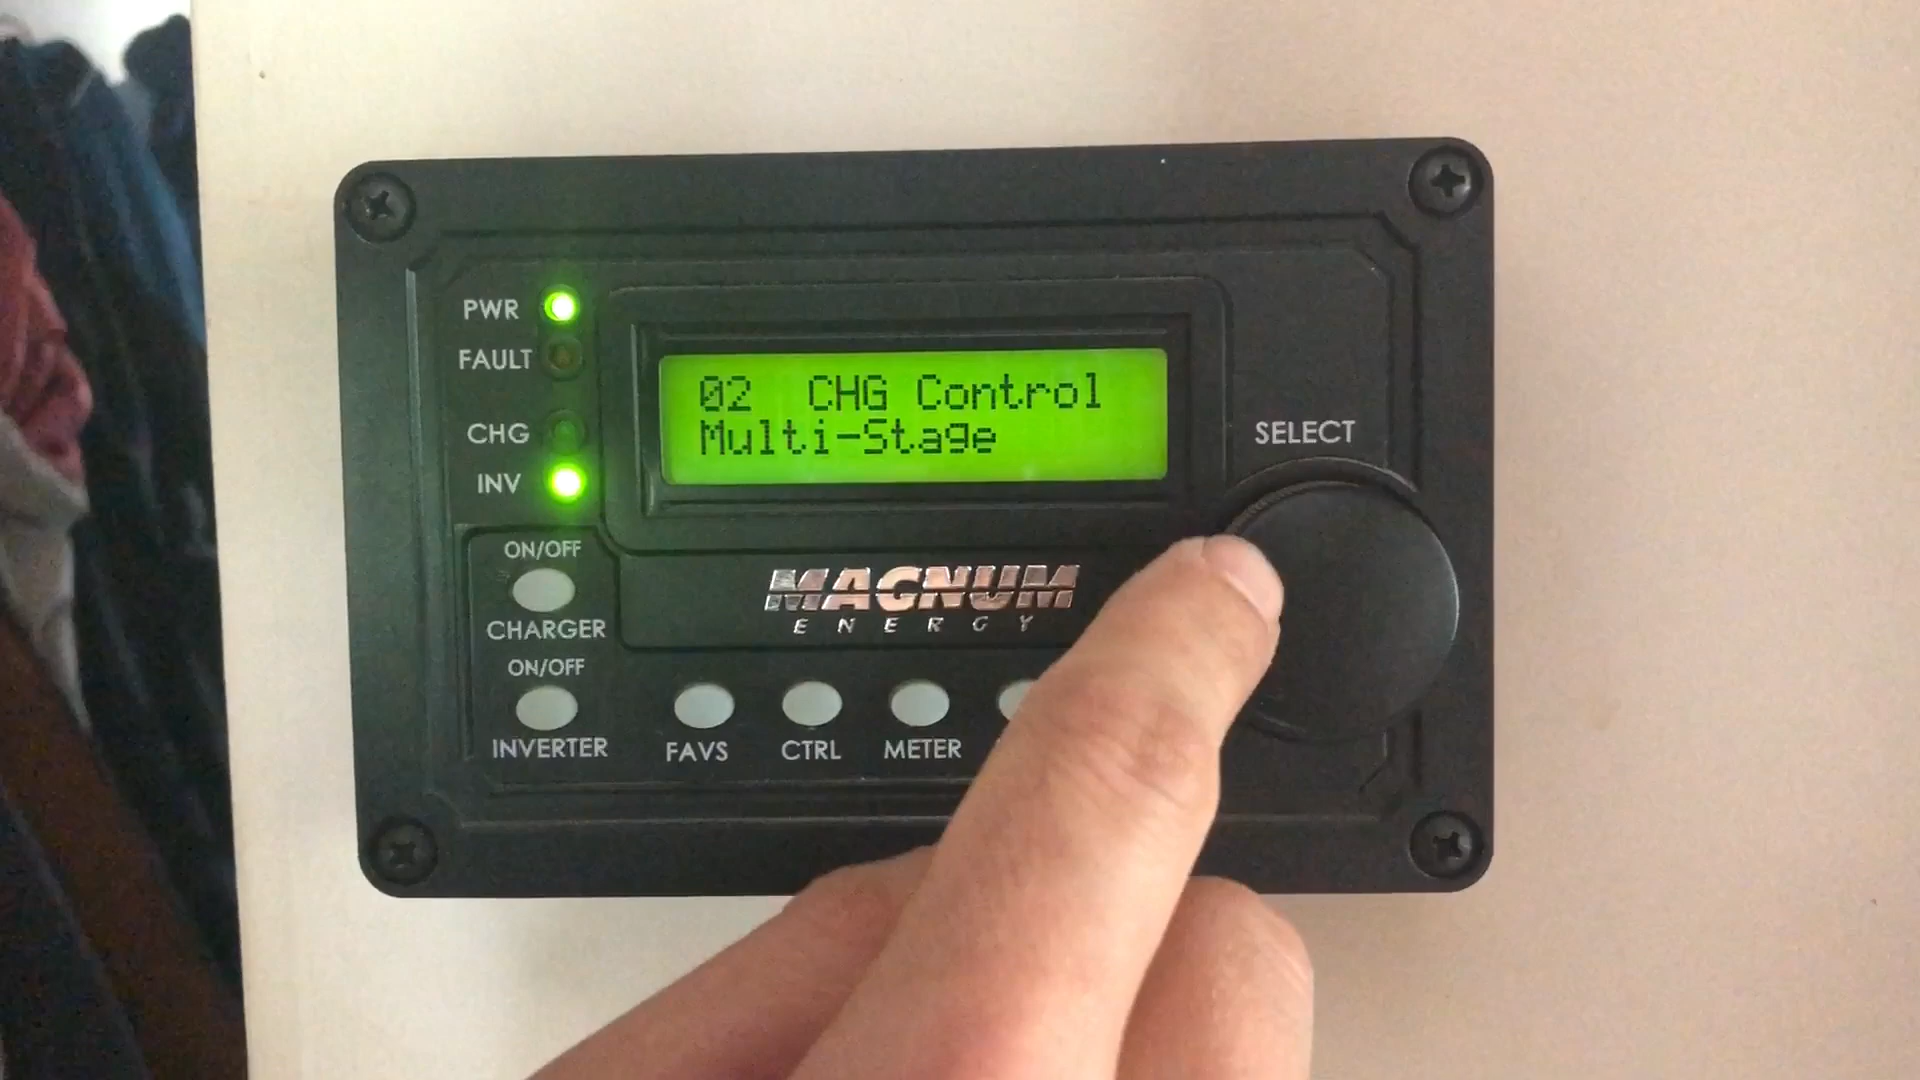 PWR
FAULT
CHG
INV
02 CHG Control
Multi-Stage
SELECT
ON/OFF
CHARGER
ON/OFF
INVERTER
MAGNUM
ENERGY
FAVS
CTRL
METER